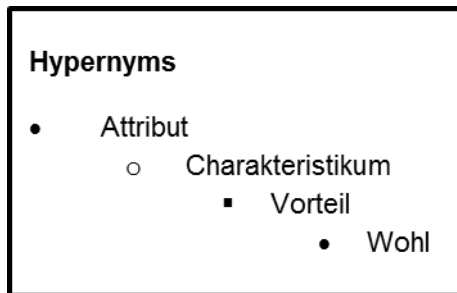 Hypernyms
Attribut
Charakteristikum
Vorteil
Wohl